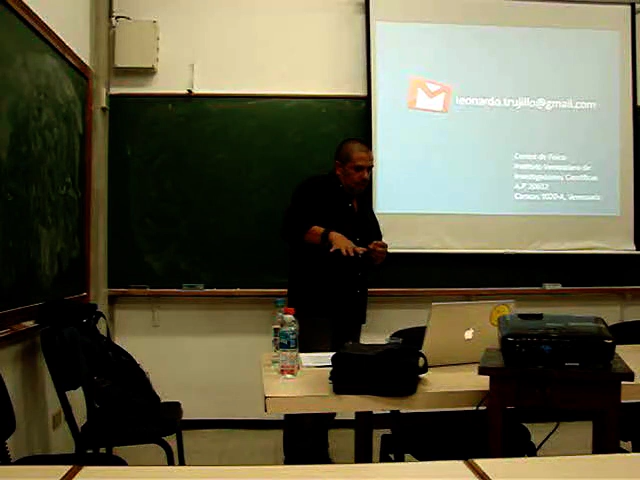 leonardo.trujillo@gmail.com
Centro de Física
Instituto Venezolano de
Investigaciones Científicas
A.P. 20632
Caracas 1020-A, Venezuela